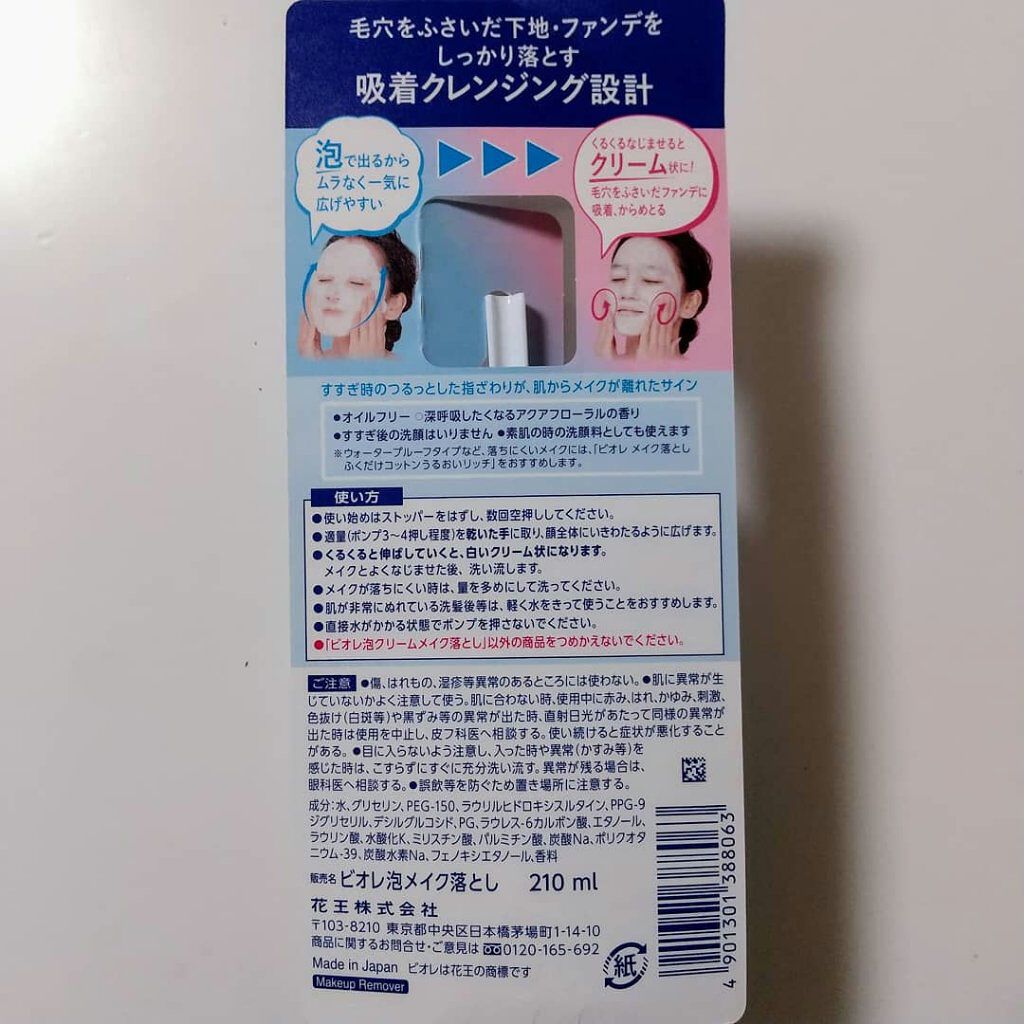 毛穴をふさいだ下地・ファンデを
しっかり落とす
吸着クレンジング設計
泡で出るから
ムラなく一気に
広げやすい
くるくるなじませると
クリーム状に!
毛穴をふさいだファンデに
吸着、からめとる
すすぎ時のつるっとした指ざわりが、肌からメイクが離れたサイン
●オイルフリー ○深呼吸したくなるアクアフローラルの香り
●すすぎ後の洗顔はいりません ●素肌の時の洗顔料としても使えます
※ウォータープルーフタイプなど、落ちにくいメイクには、「ビオレ メイク落とし
ふくだけコットンうるおいリッチ」をおすすめします。
使い方
●使い始めはストッパーをはずし、数回空押ししてください。
●適量(ポンプ3〜4押し程度)を乾いた手に取り、顔全体にいきわたるように広げます。
●くるくると伸ばしていくと、白いクリーム状になります。
メイクとよくなじませた後、洗い流します。
●メイクが落ちにくい時は、量を多めにして洗ってください。
●肌が非常にぬれている洗髪後等は、軽く水をきって使うことをおすすめします。
●直接水がかかる状態でポンプを押さないでください。
●「ビオレ泡クリームメイク落とし」以外の商品をつめかえないでください。
ご注意 ●傷、はれもの、湿疹等異常のあるところには使わない。●肌に異常が生
じていないかよく注意して使う。肌に合わない時、使用中に赤み、はれ、かゆみ、刺激、
色抜け(白斑等)や黒ずみ等の異常が出た時、直射日光があたって同様の異常が
出た時は使用を中止し、皮フ科医へ相談する。使い続けると症状が悪化すること
がある。●目に入らないよう注意し、入った時や異常(かすみ等)を
感じた時は、こすらずにすぐに充分洗い流す。異常が残る場合は、
眼科医へ相談する。●誤飲等を防ぐため置き場所に注意する。
成分:水、グリセリン、PEG-150、ラウリルヒドロキシスルタイン、PPG-9
ジグリセリル、デシルグルコシド、PG、ラウレス-6カルボン酸、エタノール、
ラウリン酸、水酸化K、ミリスチン酸、パルミチン酸、炭酸Na、ポリクオタ
ニウム-39、炭酸水素Na、フェノキシエタノール、香料
販売名 ビオレ泡メイク落とし 210 ml
花王株式会社
〒103-8210 東京都中央区日本橋茅場町1-14-10
商品に関するお問合せ・ご意見は 0120-165-692
Made in Japan ビオレは花王の商標です
Makeup Remover
紙
4 901301 388063